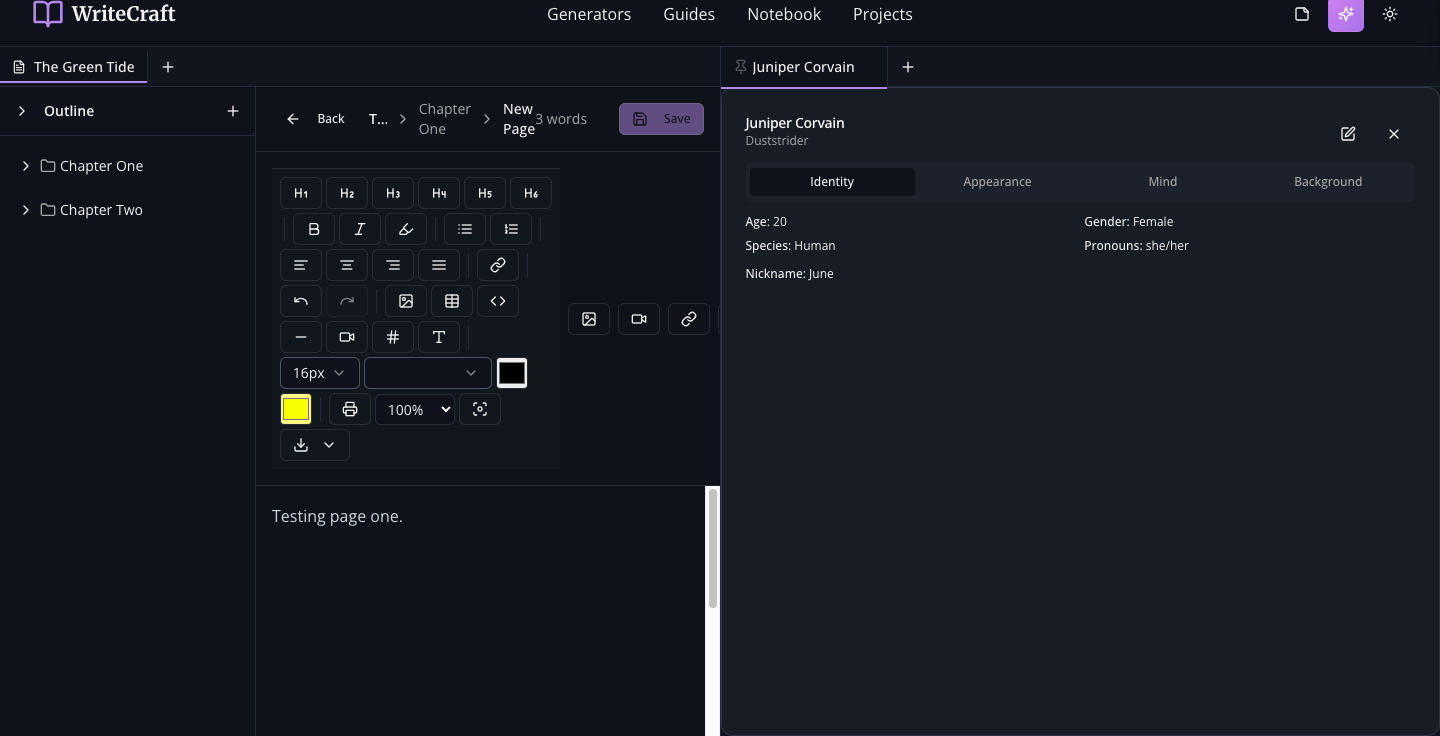 WriteCraft
Generators Guides Notebook Projects
The Green Tide
Juniper Corvain
Outline
Back T... Chapter One New Page 3 words Save
Chapter One
Chapter Two
H1 H2 H3 H4 H5 H6
B I
T
16px
100%
Testing page one.
Juniper Corvain
Duststrider
Identity Appearance Mind Background
Age: 20 Gender: Female
Species: Human Pronouns: she/her
Nickname: June